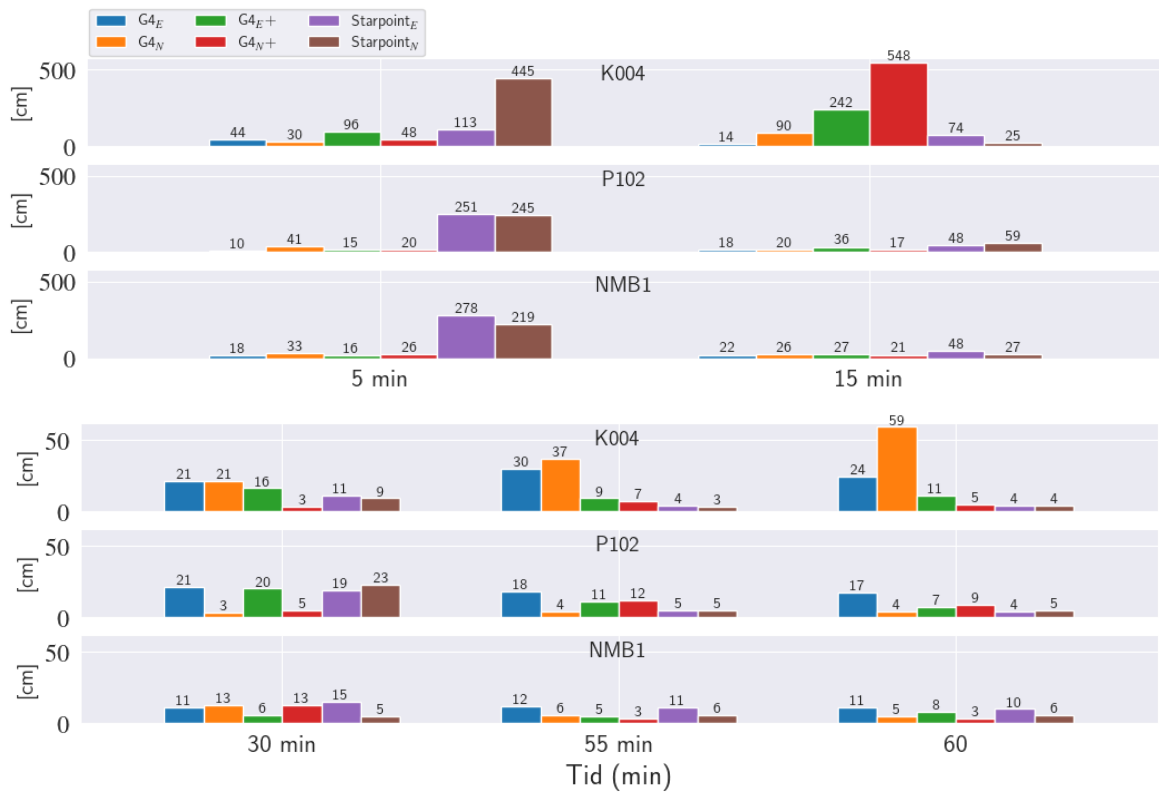 G4E G4E+ StarpointE
G4N G4N+ StarpointN
K004
[cm]
500
0
44 30 96 48 113 445 14 90 242 548 74 25
P102
[cm]
500
0
10 41 15 20 251 245 18 20 36 17 48 59
NMB1
[cm]
500
0
18 33 16 26 278 219 22 26 27 21 48 27
5 min 15 min
K004
[cm]
50
0
21 21 16 3 11 9 30 37 9 7 4 3 24 59 11 5 4 4
P102
[cm]
50
0
21 3 20 5 19 23 18 4 11 12 5 5 17 4 7 9 4 5
NMB1
[cm]
50
0
11 13 6 13 15 5 12 6 5 3 11 6 11 5 8 3 10 6
30 min 55 min 60
Tid (min)